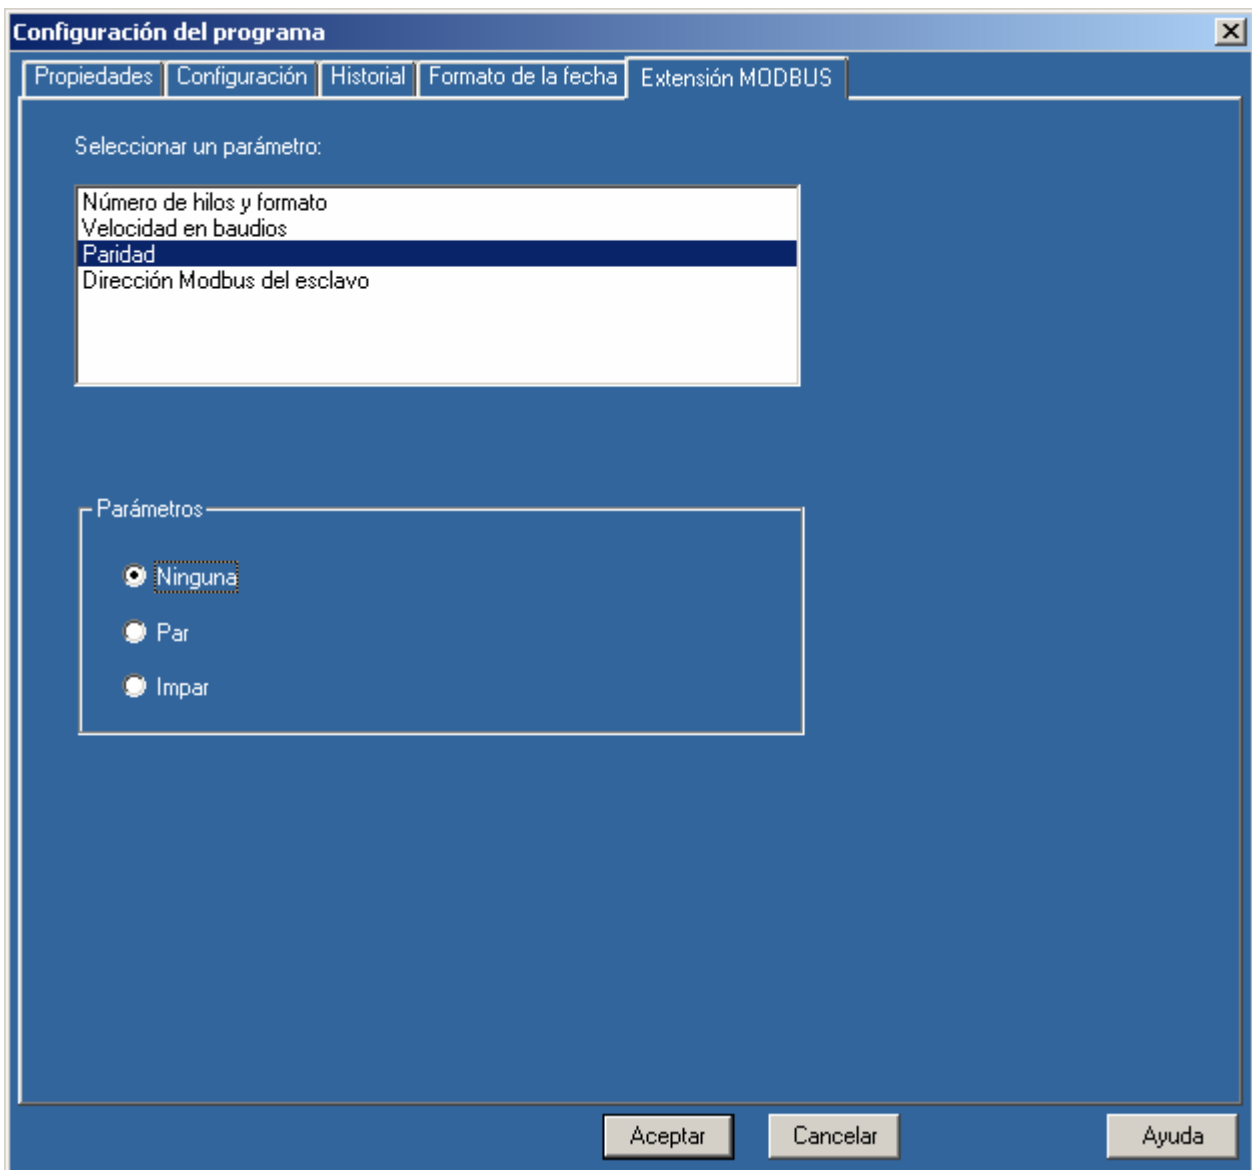 Configuración del programa
Propiedades Configuración Historial Formato de la fecha Extensión MODBUS
Seleccionar un parámetro:
Número de hilos y formato
Velocidad en baudios
Paridad
Dirección Modbus del esclavo
Parámetros
Ninguna
Par
Impar
Aceptar Cancelar Ayuda